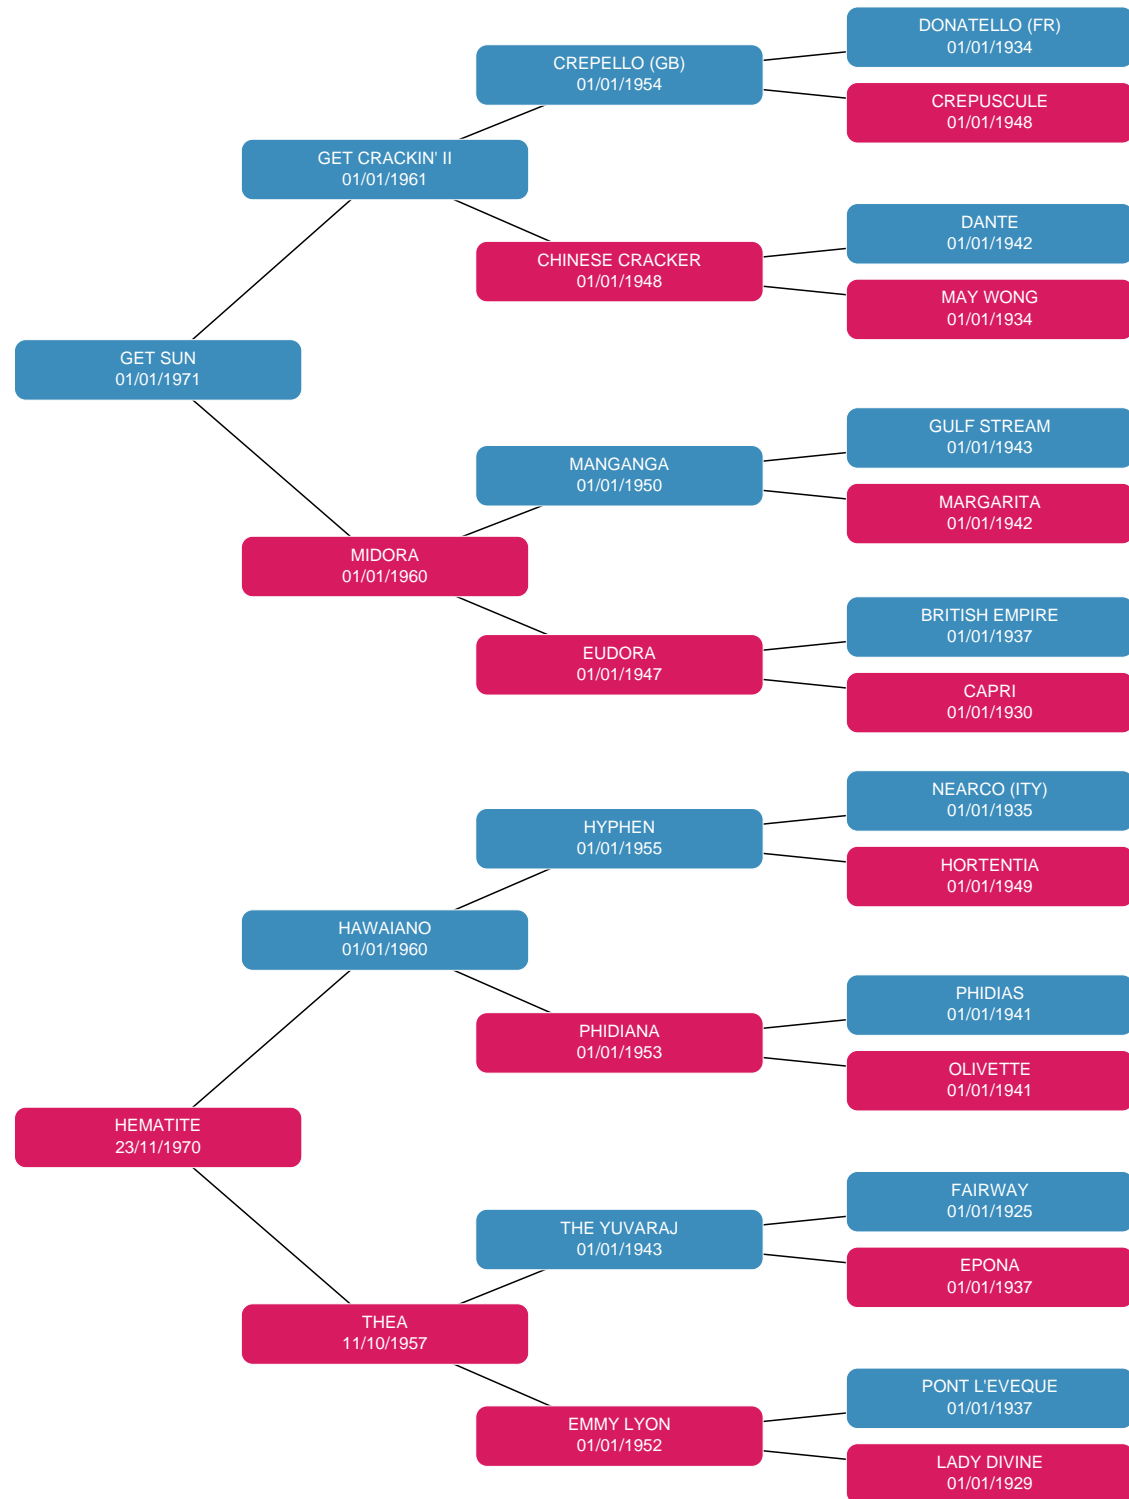 DONATELLO (FR)
01/01/1934
CREPELLO (GB)
01/01/1954
CREPUSCULE
01/01/1948
GET CRACKIN' II
01/01/1961
DANTE
01/01/1942
CHINESE CRACKER
01/01/1948
MAY WONG
01/01/1934
GET SUN
01/01/1971
GULF STREAM
01/01/1943
MANGANGA
01/01/1950
MARGARITA
01/01/1942
MIDORA
01/01/1960
BRITISH EMPIRE
01/01/1937
EUDORA
01/01/1947
CAPRI
01/01/1930
NEARCO (ITY)
01/01/1935
HYPHEN
01/01/1955
HORTENTIA
01/01/1949
HAWAIANO
01/01/1960
PHIDIAS
01/01/1941
PHIDIANA
01/01/1953
OLIVETTE
01/01/1941
HEMATITE
23/11/1970
FAIRWAY
01/01/1925
THE YUVARAJ
01/01/1943
EPONA
01/01/1937
THEA
11/10/1957
PONT L'EVEQUE
01/01/1937
EMMY LYON
01/01/1952
LADY DIVINE
01/01/1929